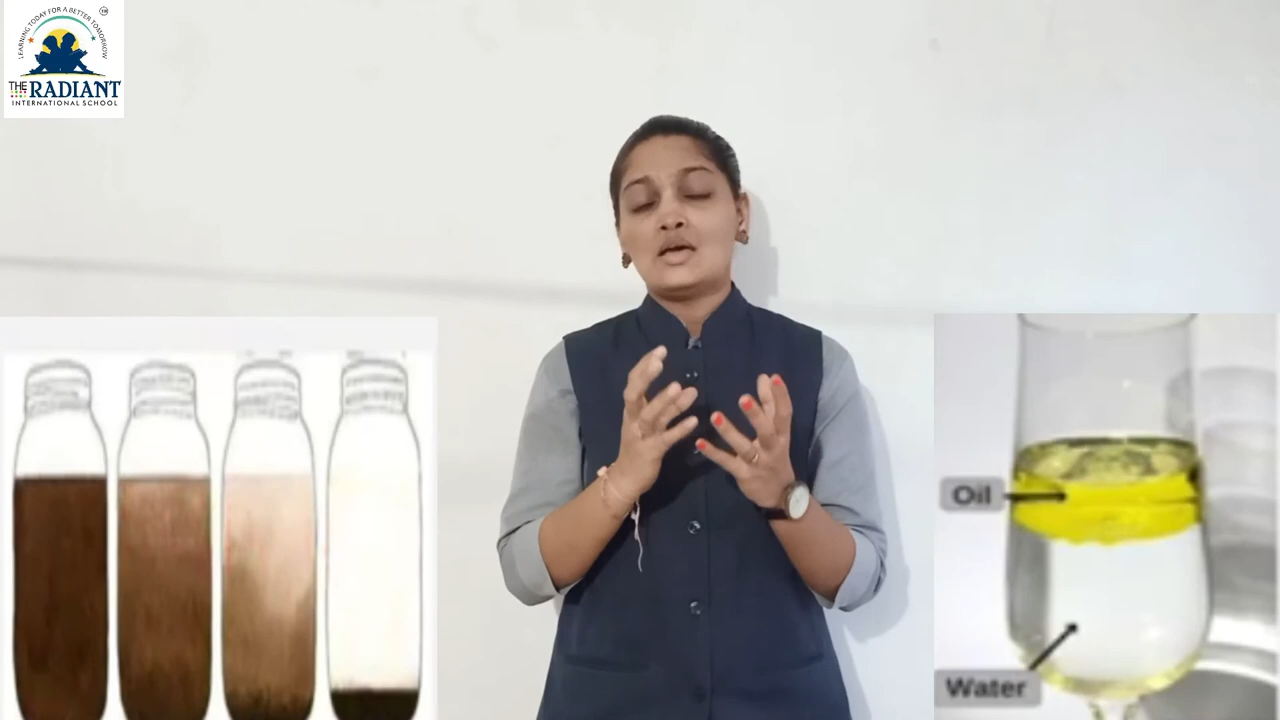 LEARNING TODAY FOR A BETTER TOMORROW
THE RADIANT
INTERNATIONAL SCHOOL
Oil
Water